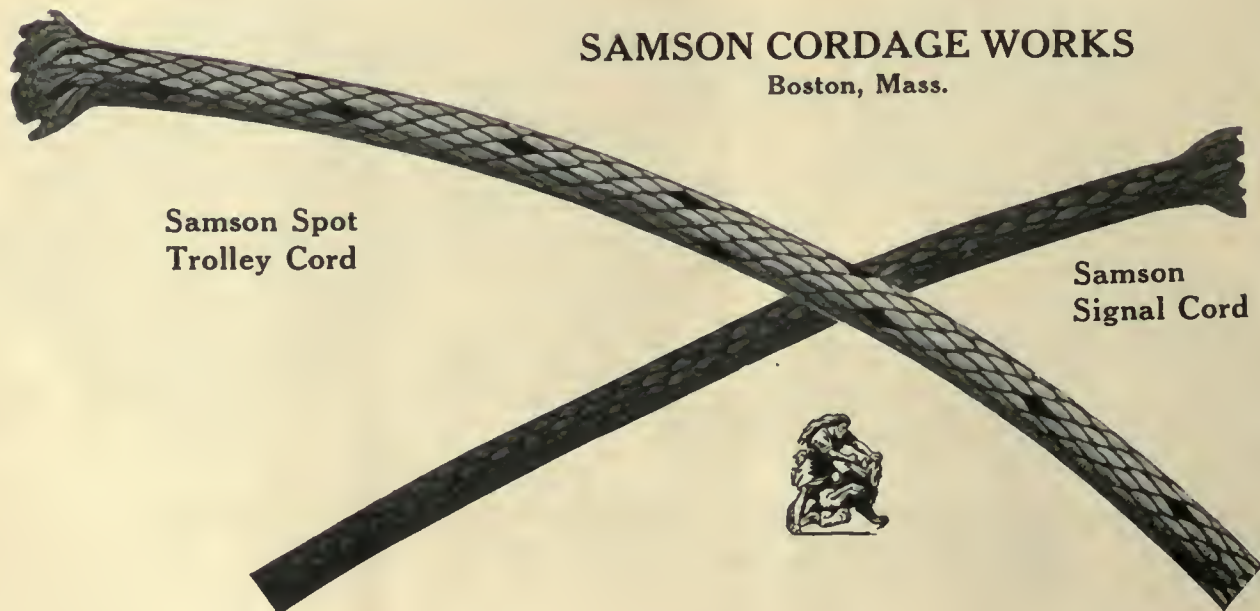 SAMSON CORDAGE WORKS
Boston, Mass.
Samson Spot
Trolley Cord
Samson
Signal Cord